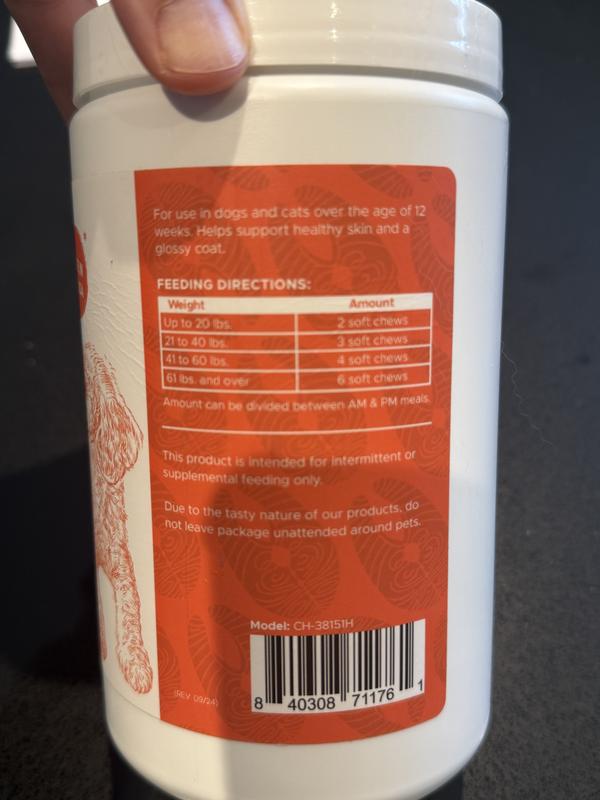 For use in dogs and cats over the age of 12
weeks. Helps support healthy skin and a
glossy coat.
FEEDING DIRECTIONS:
Weight Amount
Up to 20 lbs. 2 soft chews
21 to 40 lbs. 3 soft chews
41 to 60 lbs. 4 soft chews
61 lbs. and over 6 soft chews
Amount can be divided between AM & PM meals.
This product is intended for intermittent or
supplemental feeding only.
Due to the tasty nature of our products, do
not leave package unattended around pets.
Model: CH-38151H
(REV 09/24)
8 40308 71176 1